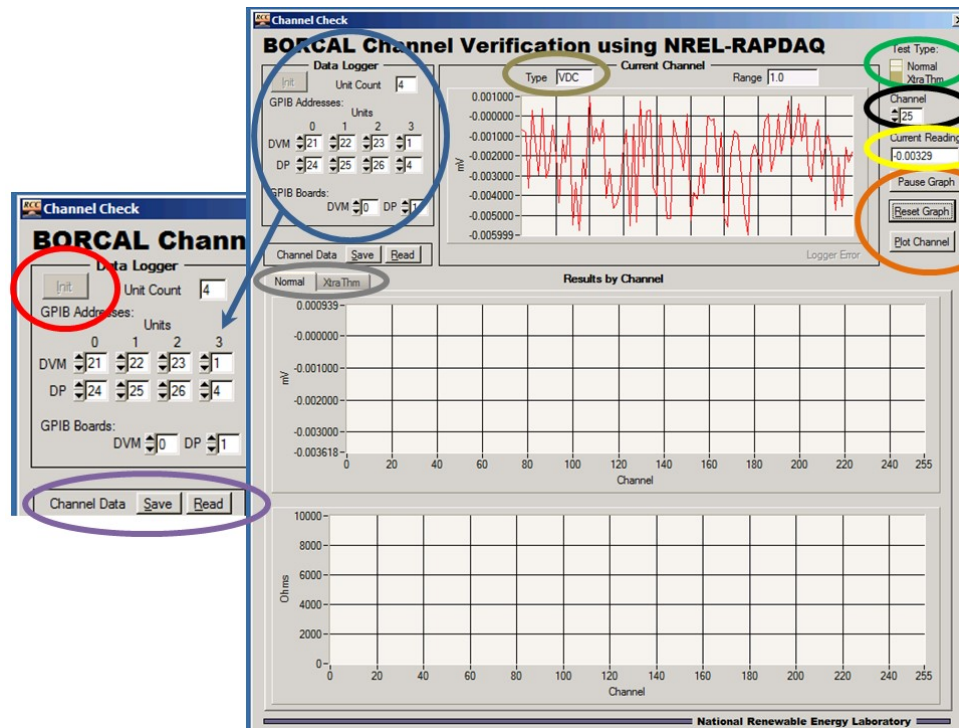 Channel Check
BORCAL Channel Verification using NREL-RAPDAQ
Data Logger
Init Unit Count 4
GPIB Addresses:
Units
0 1 2 3
DVM 21 22 23 1
DP 24 25 26 4
GPIB Boards:
DVM 0 DP 1
Channel Data Save Read
Current Channel
Type VDC Range 1.0
0.001000
-0.000000
-0.001000
-0.002000
-0.003000
-0.004000
-0.005000
-0.005999
mV
Logger Error
Test Type:
Normal
XtraThm
Channel
25
Current Reading
-0.00329
Pause Graph
Reset Graph
Plot Channel
Normal XtraThm
Results by Channel
0.000939
-0.000000
-0.001000
-0.002000
-0.003000
-0.003618
mV
0 20 40 60 80 100 120 140 160 180 200 220 240 255
Channel
10000
8000
6000
4000
2000
0
Ohms
0 20 40 60 80 100 120 140 160 180 200 220 240 255
Channel
National Renewable Energy Laboratory
RCC Channel Check
BORCAL Chann
Data Logger
Init Unit Count 4
GPIB Addresses:
Units
0 1 2 3
DVM 21 22 23 1
DP 24 25 26 4
GPIB Boards:
DVM 0 DP 1
Channel Data Save Read